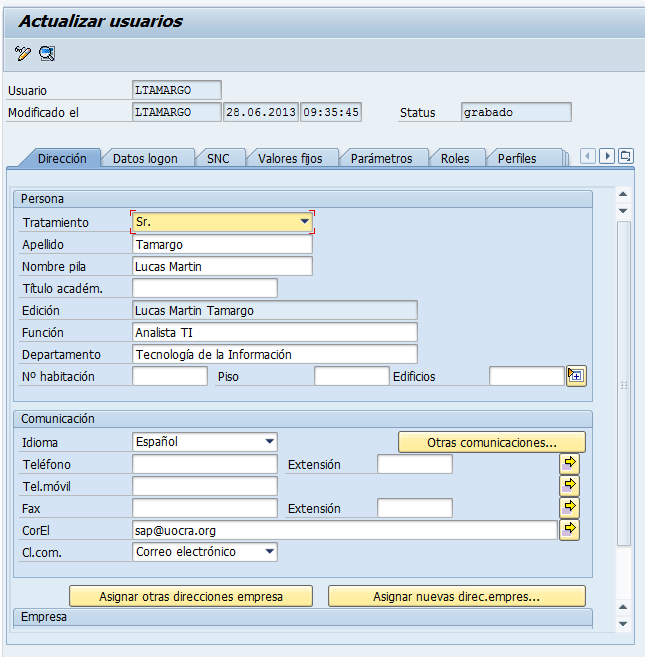 Actualizar usuarios
Usuario LTAMARGO
Modificado el LTAMARGO 28.06.2013 09:35:45 Status grabado
Dirección Datos logon SNC Valores fijos Parámetros Roles Perfiles
Persona
Tratamiento Sr.
Apellido Tamargo
Nombre pila Lucas Martin
Título académ.
Edición Lucas Martin Tamargo
Función Analista TI
Departamento Tecnología de la Información
Nº habitación Piso Edificios
Comunicación
Idioma Español Otras comunicaciones...
Teléfono Extensión
Tel.móvil
Fax Extensión
CorEl sap@uocra.org
Cl.com. Correo electrónico
Asignar otras direcciones empresa Asignar nuevas direc.empres...
Empresa